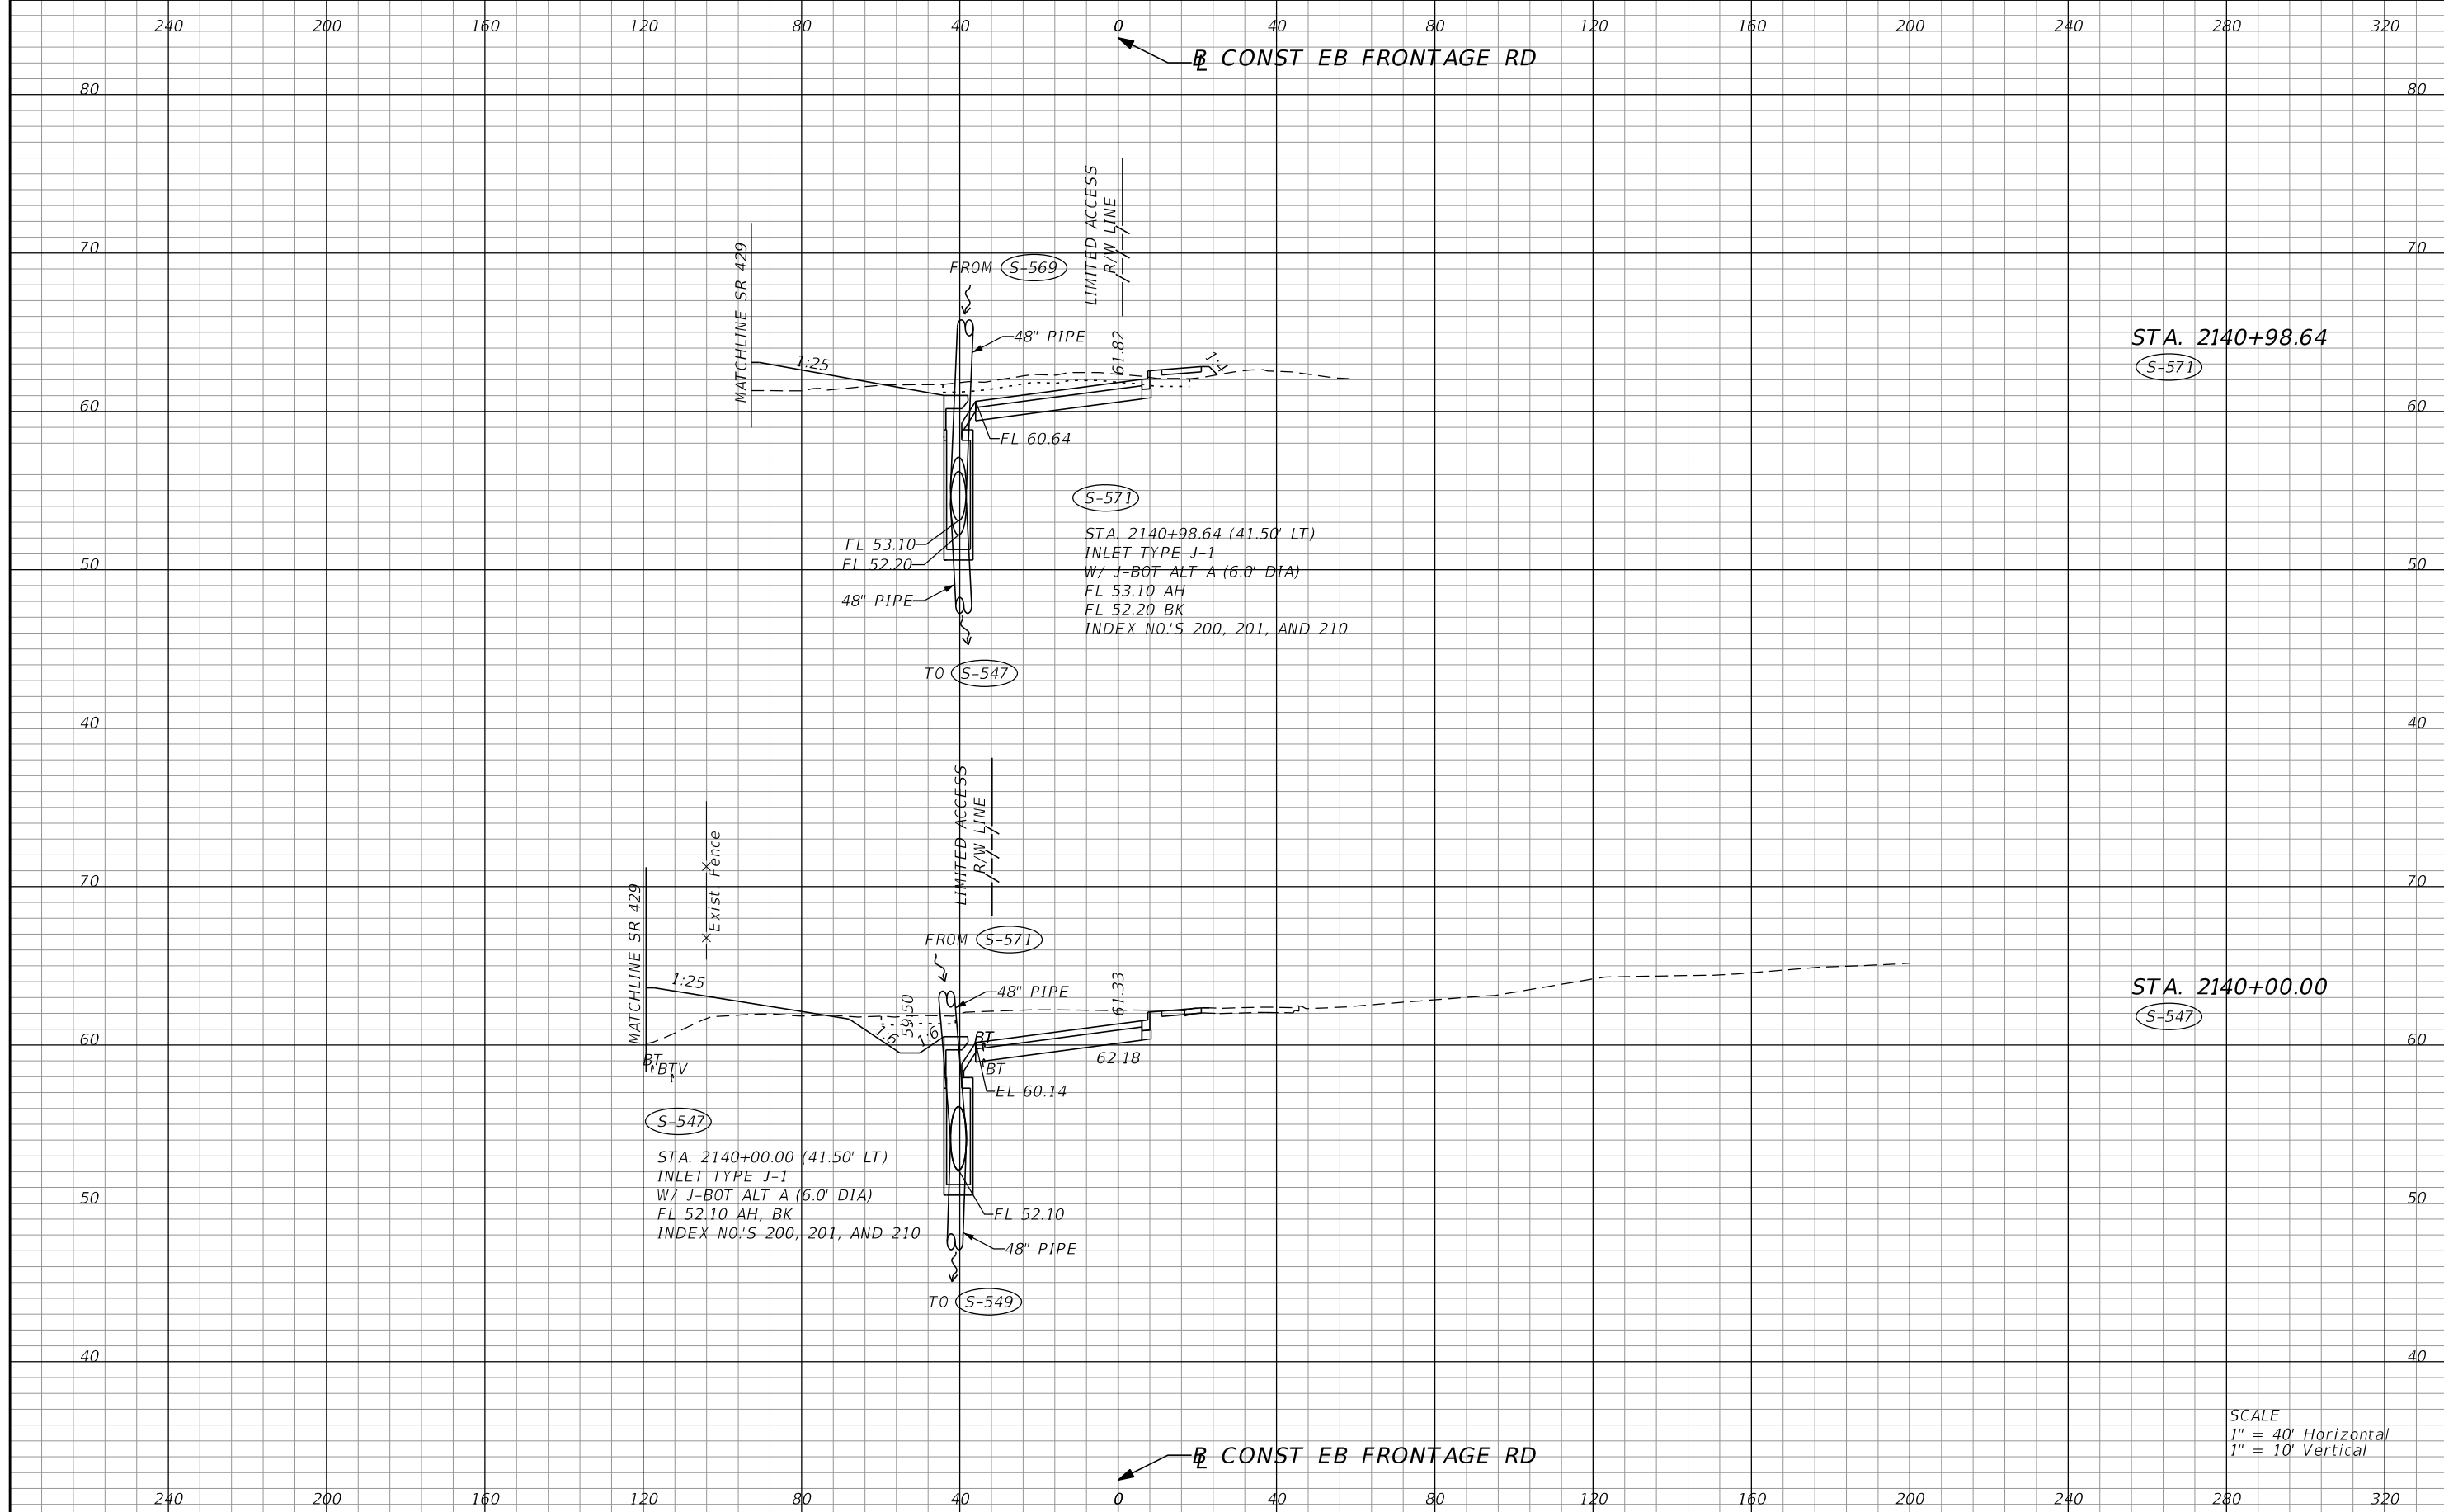 240 200 160 120 80 40 0 40 80 120 160 200 240 280 320
BL CONST EB FRONTAGE RD
80 80
70 70
60 60
50 50
40 40
MATCHLINE SR 429
1:25
FROM S-569
48" PIPE
LIMITED ACCESS
R/W LINE
61.82
1:4
FL 60.64
STA. 2140+98.64
S-571
FL 53.10
FL 52.20
48" PIPE
TO S-547
S-571
STA. 2140+98.64 (41.50' LT)
INLET TYPE J-1
W/ J-BOT ALT A (6.0' DIA)
FL 53.10 AH
FL 52.20 BK
INDEX NO.'S 200, 201, AND 210
70 70
60 60
50 50
40 40
MATCHLINE SR 429
Exist. Fence
1:25
LIMITED ACCESS
R/W LINE
FROM S-571
48" PIPE
59.50
1:6
1:6
61.33
BT
BT
62.18
EL 60.14
BT
BTV
STA. 2140+00.00
S-547
S-547
STA. 2140+00.00 (41.50' LT)
INLET TYPE J-1
W/ J-BOT ALT A (6.0' DIA)
FL 52.10 AH, BK
INDEX NO.'S 200, 201, AND 210
FL 52.10
48" PIPE
TO S-549
SCALE
1" = 40' Horizontal
1" = 10' Vertical
BL CONST EB FRONTAGE RD
240 200 160 120 80 40 0 40 80 120 160 200 240 280 320